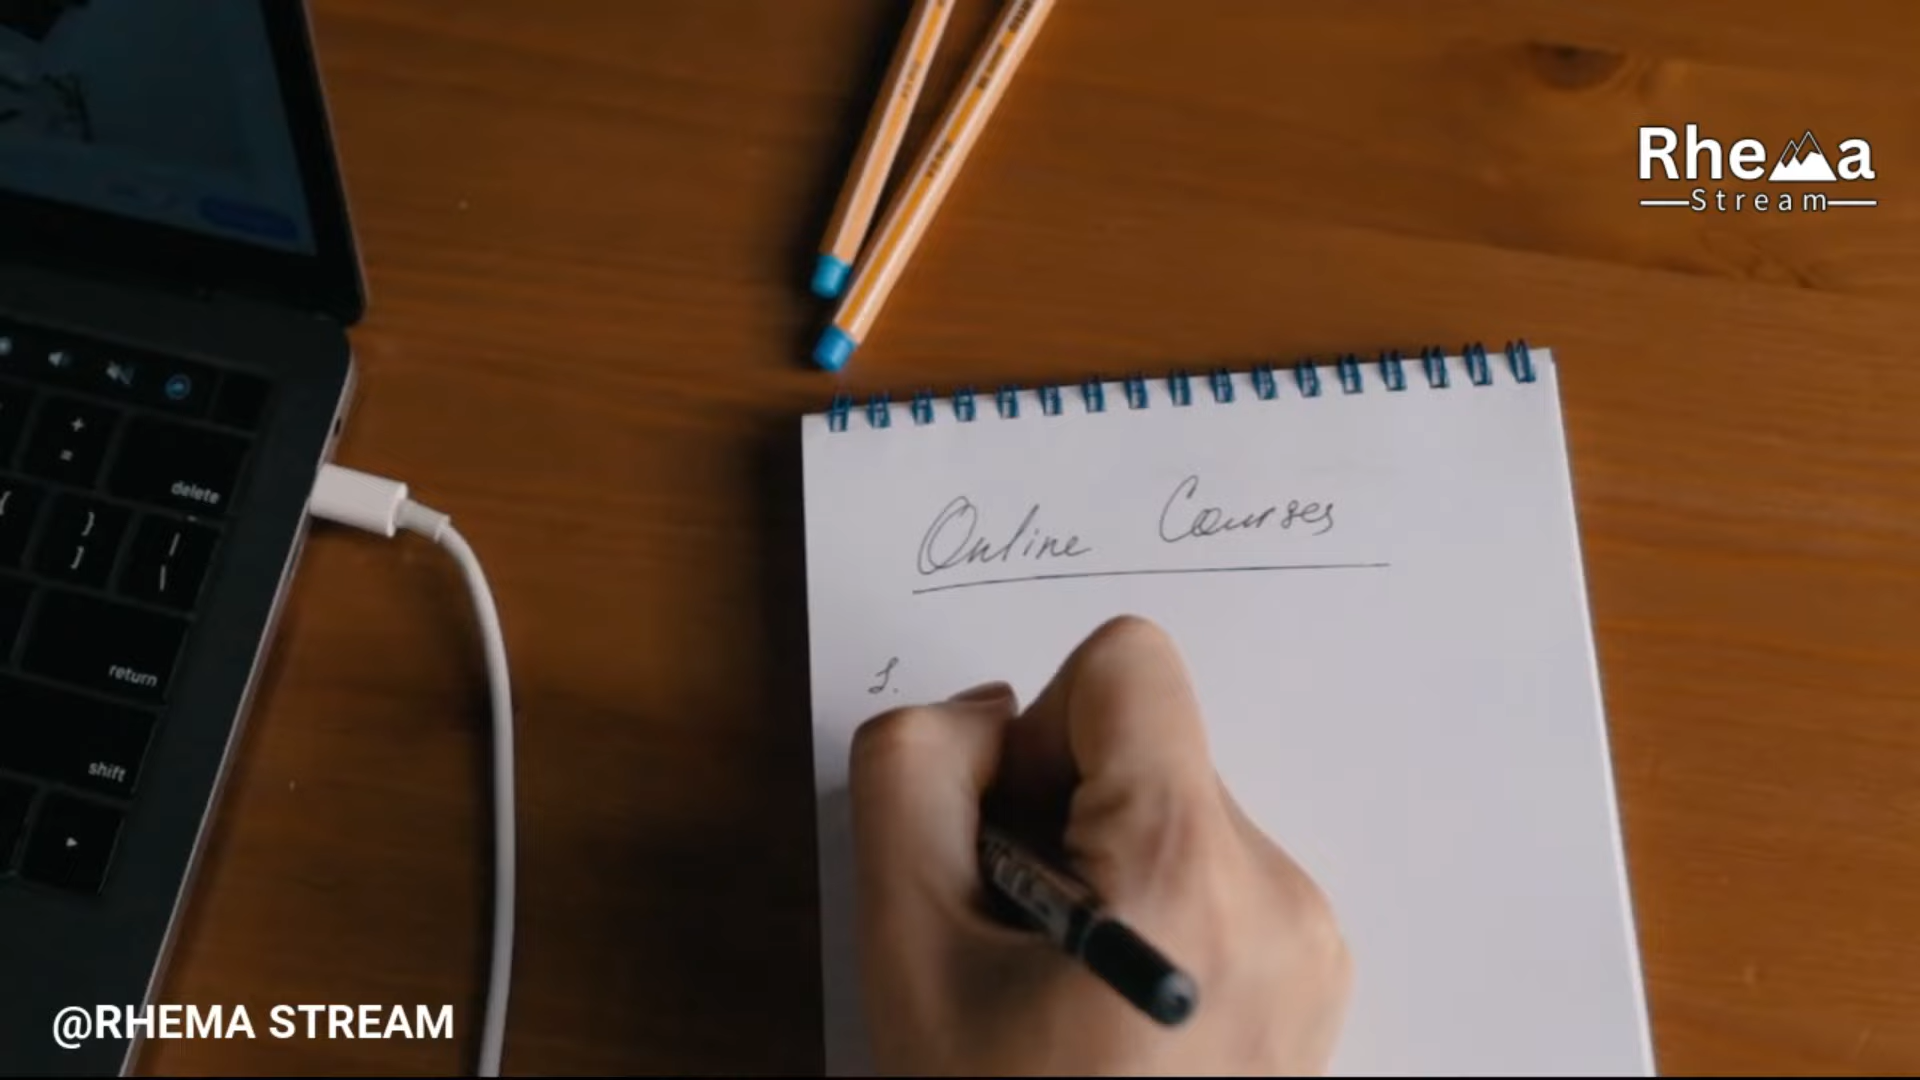 Rhema
Stream
Online Courses
1.
+
=
delete
{
}
]
|
\
return
shift
@RHEMA STREAM